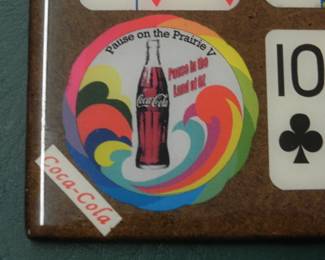 Pause on the Prairie V
Pause in the
Land of Oz
Coca-Cola
Coca-Cola
10